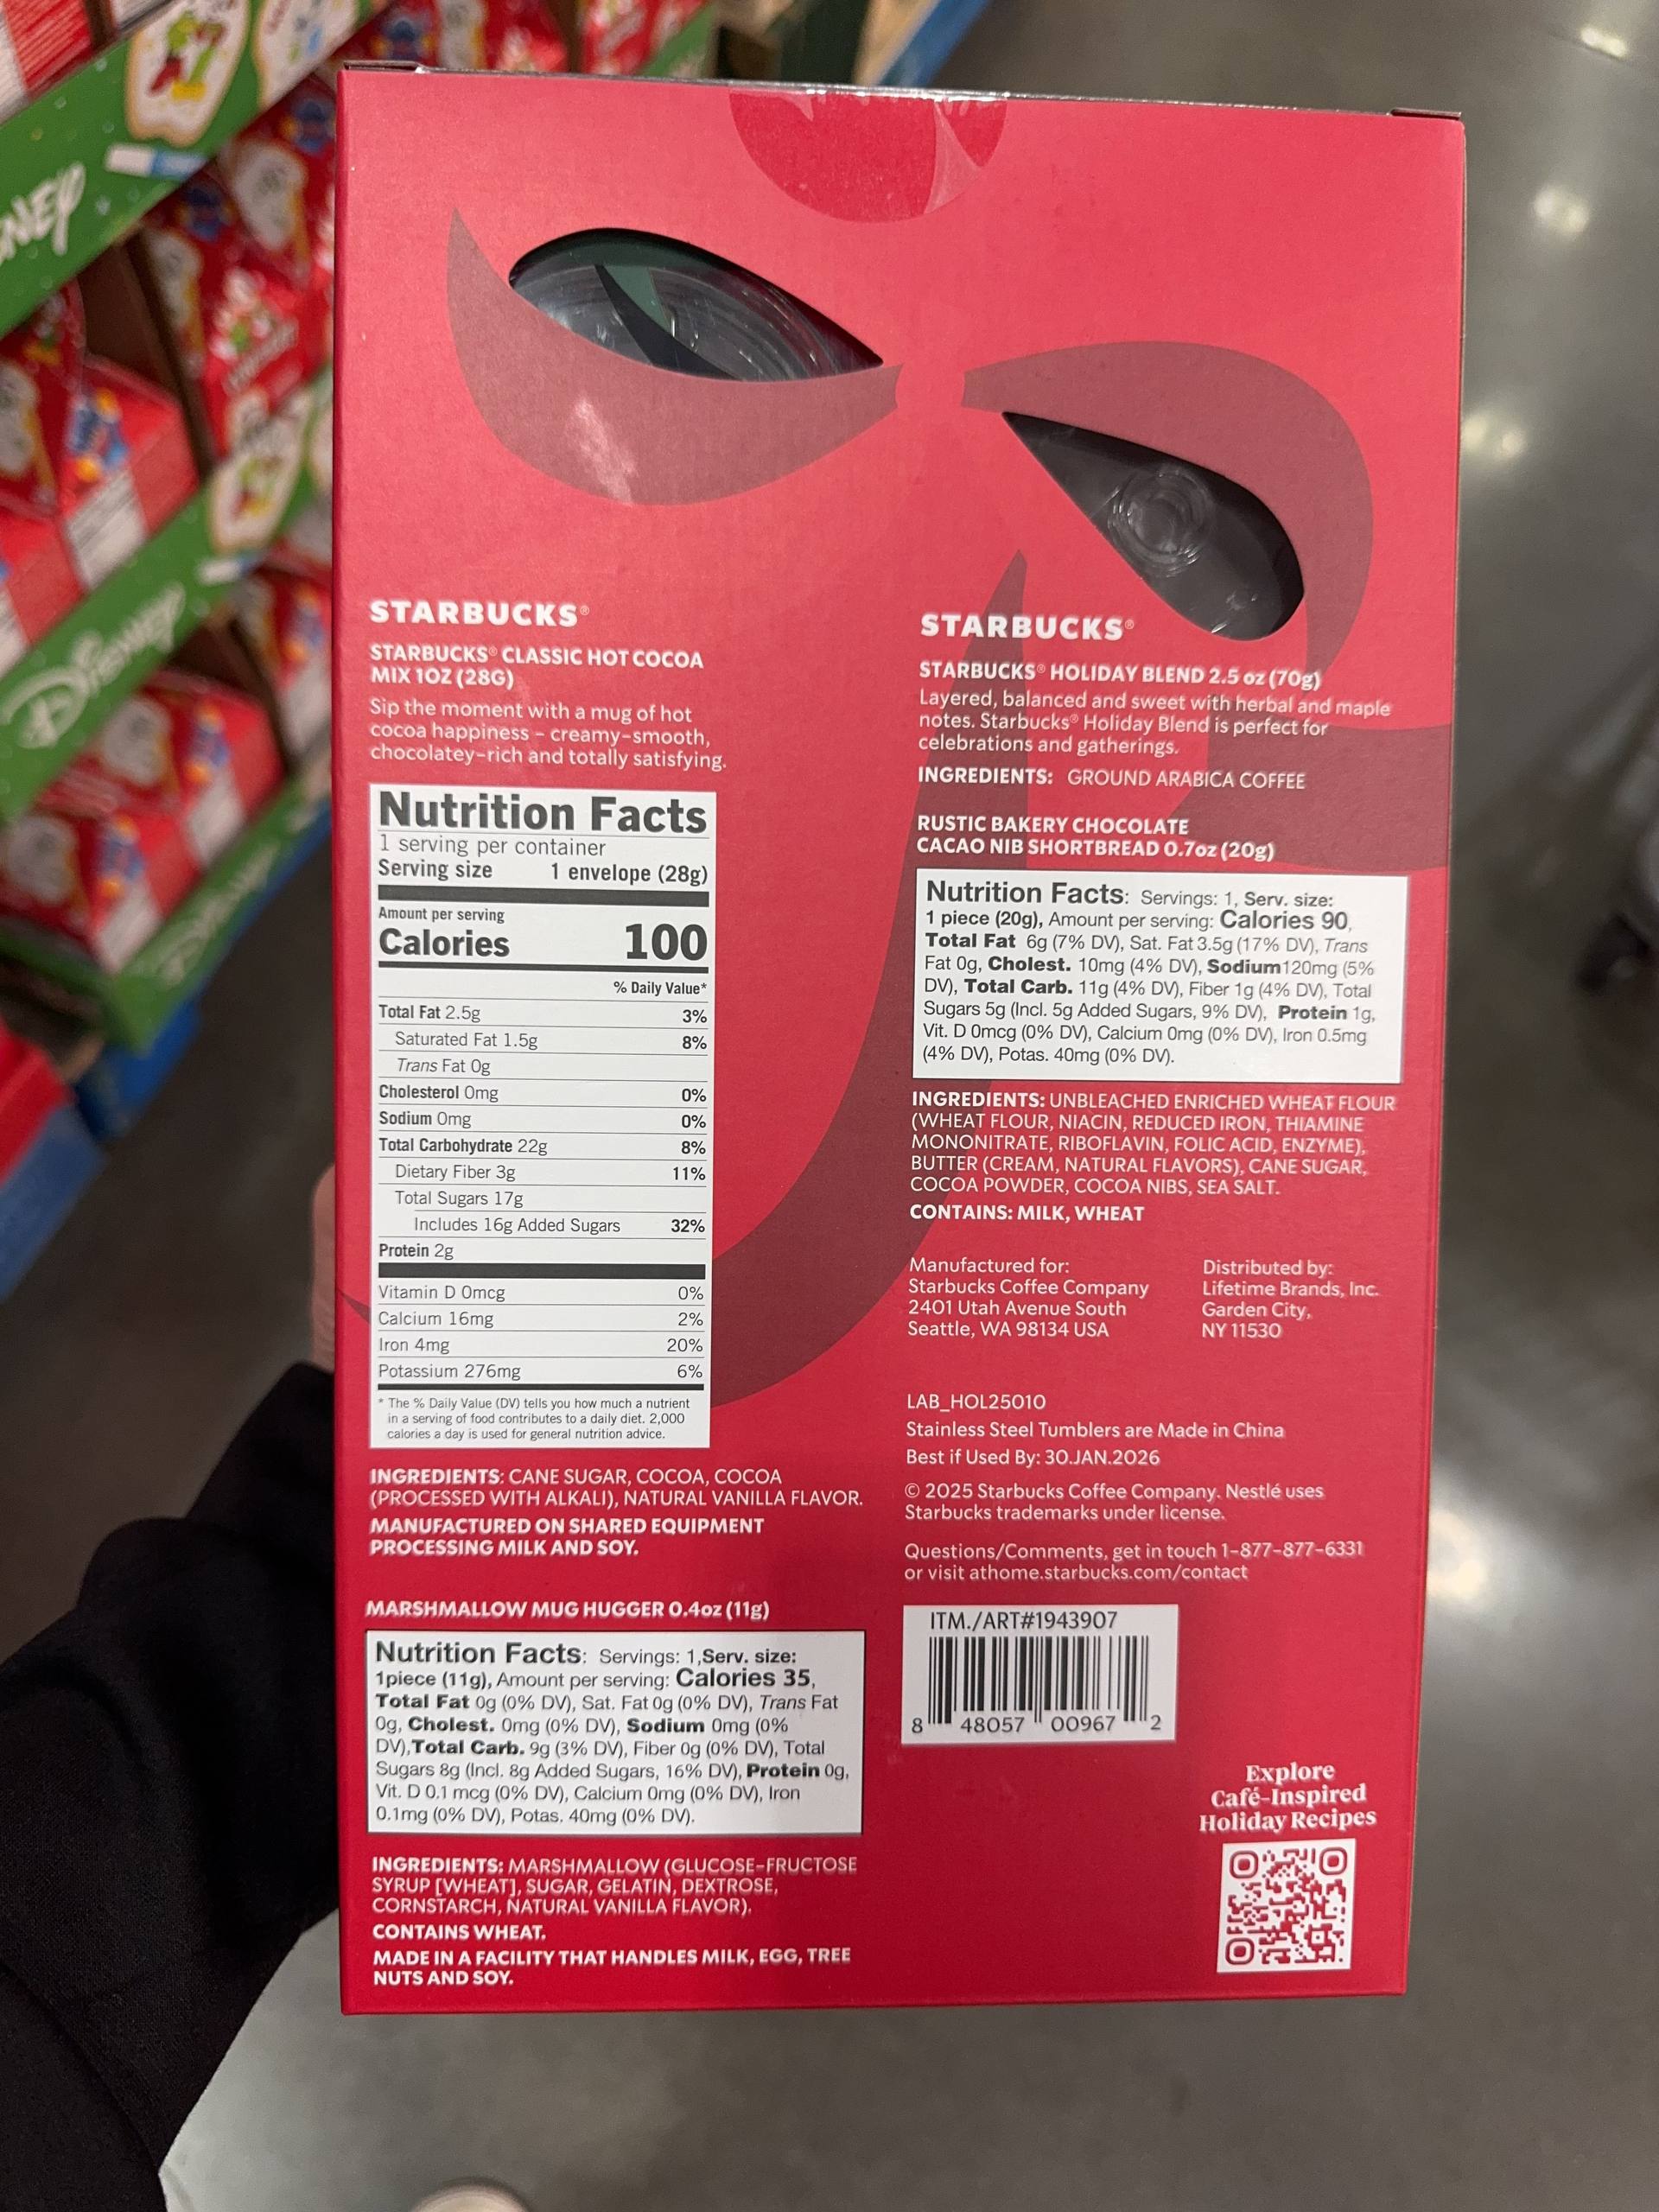 NEY
Disney
Disney
STARBUCKS®
STARBUCKS® CLASSIC HOT COCOA
MIX 1OZ (28G)
Sip the moment with a mug of hot
cocoa happiness – creamy-smooth,
chocolatey-rich and totally satisfying.
Nutrition Facts
1 serving per container
Serving size 1 envelope (28g)
Amount per serving
Calories 100
% Daily Value*
Total Fat 2.5g 3%
Saturated Fat 1.5g 8%
Trans Fat 0g
Cholesterol 0mg 0%
Sodium 0mg 0%
Total Carbohydrate 22g 8%
Dietary Fiber 3g 11%
Total Sugars 17g
Includes 16g Added Sugars 32%
Protein 2g
Vitamin D 0mcg 0%
Calcium 16mg 2%
Iron 4mg 20%
Potassium 276mg 6%
* The % Daily Value (DV) tells you how much a nutrient
in a serving of food contributes to a daily diet. 2,000
calories a day is used for general nutrition advice.
INGREDIENTS: CANE SUGAR, COCOA, COCOA
(PROCESSED WITH ALKALI), NATURAL VANILLA FLAVOR.
MANUFACTURED ON SHARED EQUIPMENT
PROCESSING MILK AND SOY.
MARSHMALLOW MUG HUGGER 0.4oz (11g)
Nutrition Facts: Servings: 1,Serv. size:
1piece (11g), Amount per serving: Calories 35,
Total Fat 0g (0% DV), Sat. Fat 0g (0% DV), Trans Fat
0g, Cholest. 0mg (0% DV), Sodium 0mg (0%
DV),Total Carb. 9g (3% DV), Fiber 0g (0% DV), Total
Sugars 8g (Incl. 8g Added Sugars, 16% DV), Protein 0g,
Vit. D 0.1 mcg (0% DV), Calcium 0mg (0% DV), Iron
0.1mg (0% DV), Potas. 40mg (0% DV).
INGREDIENTS: MARSHMALLOW (GLUCOSE-FRUCTOSE
SYRUP [WHEAT], SUGAR, GELATIN, DEXTROSE,
CORNSTARCH, NATURAL VANILLA FLAVOR).
CONTAINS WHEAT.
MADE IN A FACILITY THAT HANDLES MILK, EGG, TREE
NUTS AND SOY.
STARBUCKS®
STARBUCKS® HOLIDAY BLEND 2.5 oz (70g)
Layered, balanced and sweet with herbal and maple
notes. Starbucks® Holiday Blend is perfect for
celebrations and gatherings.
INGREDIENTS: GROUND ARABICA COFFEE
RUSTIC BAKERY CHOCOLATE
CACAO NIB SHORTBREAD 0.7oz (20g)
Nutrition Facts: Servings: 1, Serv. size:
1 piece (20g), Amount per serving: Calories 90,
Total Fat 6g (7% DV), Sat. Fat 3.5g (17% DV), Trans
Fat 0g, Cholest. 10mg (4% DV), Sodium120mg (5%
DV), Total Carb. 11g (4% DV), Fiber 1g (4% DV), Total
Sugars 5g (Incl. 5g Added Sugars, 9% DV), Protein 1g,
Vit. D 0mcg (0% DV), Calcium 0mg (0% DV), Iron 0.5mg
(4% DV), Potas. 40mg (0% DV).
INGREDIENTS: UNBLEACHED ENRICHED WHEAT FLOUR
(WHEAT FLOUR, NIACIN, REDUCED IRON, THIAMINE
MONONITRATE, RIBOFLAVIN, FOLIC ACID, ENZYME),
BUTTER (CREAM, NATURAL FLAVORS), CANE SUGAR,
COCOA POWDER, COCOA NIBS, SEA SALT.
CONTAINS: MILK, WHEAT
Manufactured for:
Starbucks Coffee Company
2401 Utah Avenue South
Seattle, WA 98134 USA
Distributed by:
Lifetime Brands, Inc.
Garden City,
NY 11530
LAB_HOL25010
Stainless Steel Tumblers are Made in China
Best if Used By: 30.JAN.2026
© 2025 Starbucks Coffee Company. Nestlé uses
Starbucks trademarks under license.
Questions/Comments, get in touch 1-877-877-6331
or visit athome.starbucks.com/contact
ITM./ART#1943907
8 48057 00967 2
Explore
Café-Inspired
Holiday Recipes